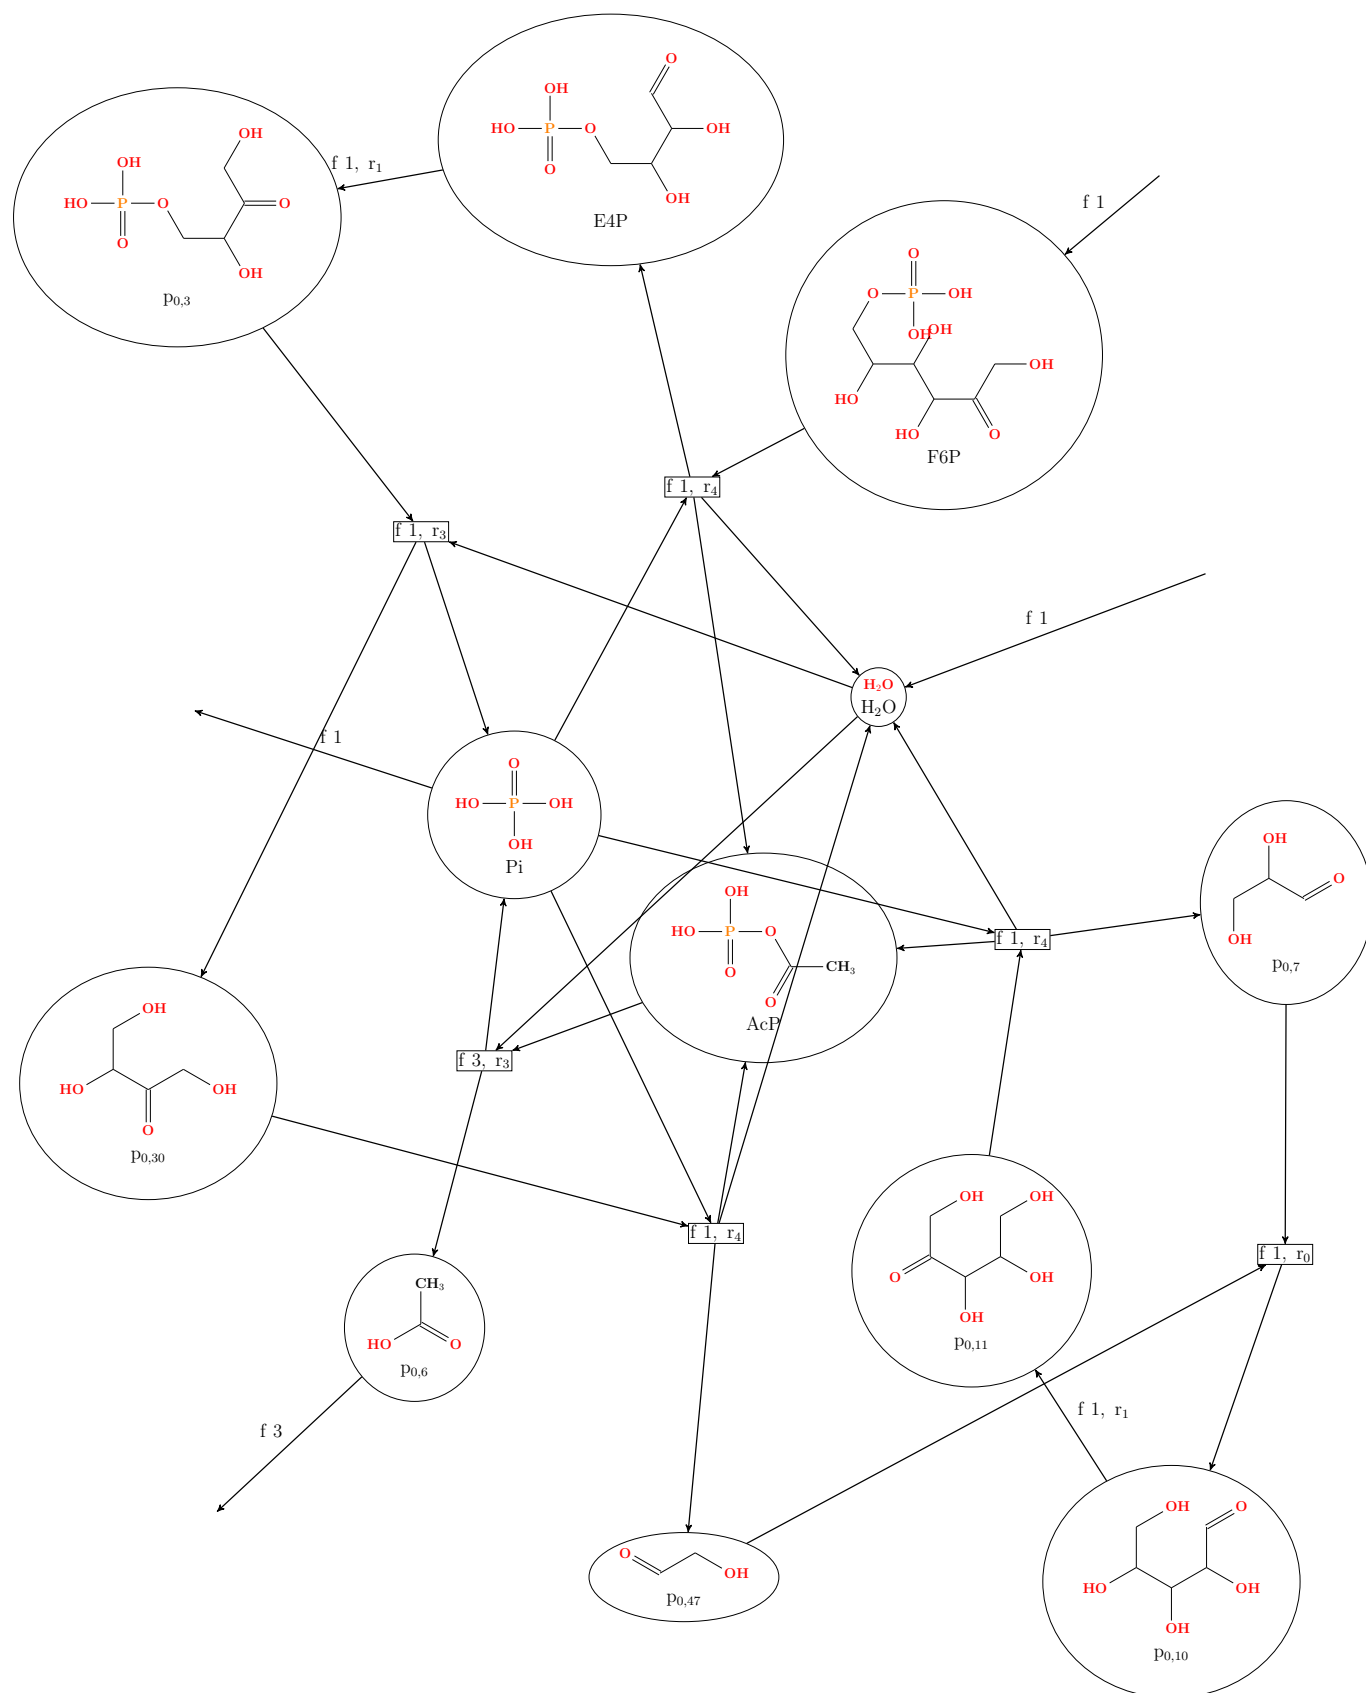 O
OH
HO P O OH
O
OH
E4P
OH
OH
HO P O O
O
OH
p0,3
f 1, r1
f 1
O
O P OH
OH
OH
OH
HO
HO O
F6P
f 1, r4
f 1, r3
f 1
H2O
H2O
f 1
O
HO P OH
OH
Pi
OH
O
OH
p0,7
OH
HO P O
O CH3
O
AcP
f 1, r4
OH
HO OH
O
p0,30
f 3, r3
f 1, r4
OH OH
O OH
OH
p0,11
f 1, r0
CH3
HO O
p0,6
f 1, r1
f 3
O
OH
p0,47
OH O
HO OH
OH
p0,10